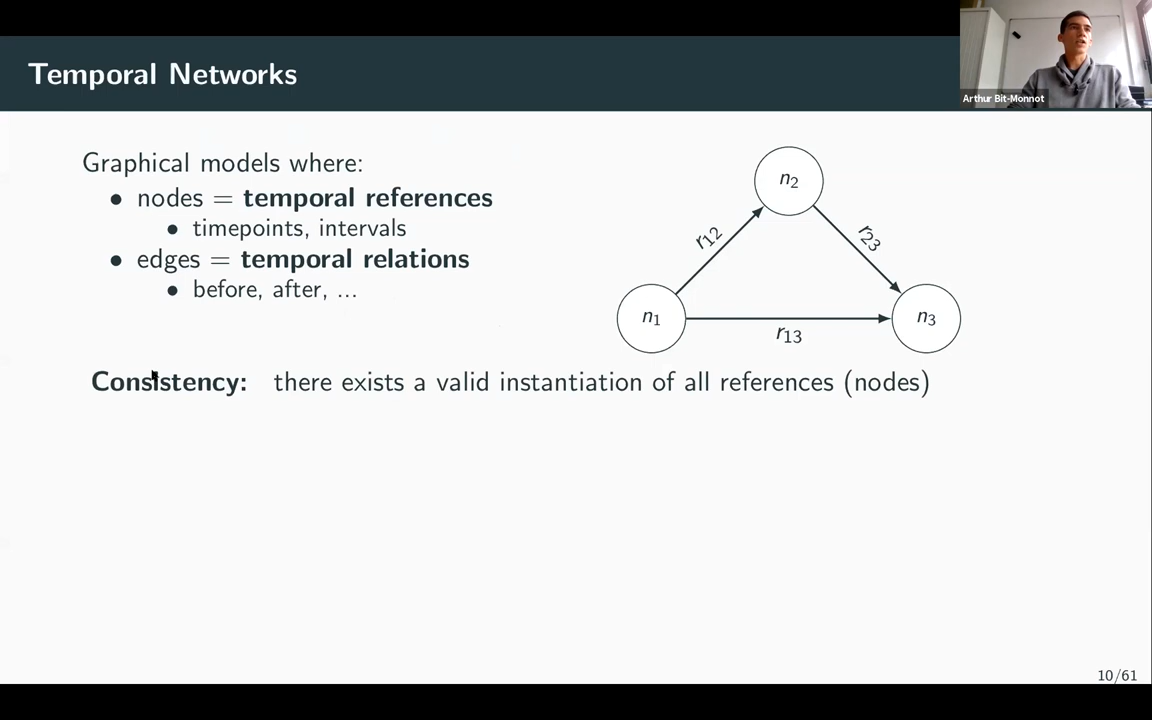 Temporal Networks
Arthur Bit-Monnot
Graphical models where:
• nodes = temporal references
• timepoints, intervals
• edges = temporal relations
• before, after, ...
n2
r12
r23
n1
n3
r13
Consistency: there exists a valid instantiation of all references (nodes)
10/61